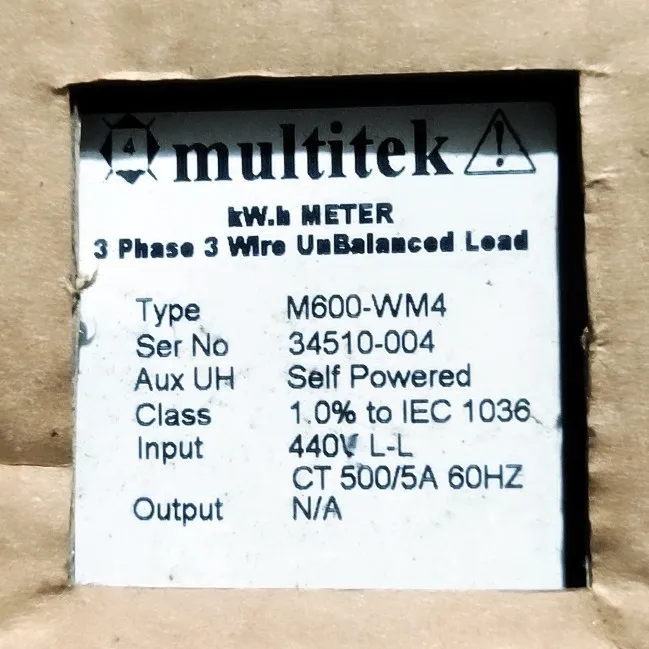 4 multitek
kW.h METER
3 Phase 3 Wire UnBalanced Load
Type M600-WM4
Ser No 34510-004
Aux UH Self Powered
Class 1.0% to IEC 1036
Input 440V L-L
CT 500/5A 60HZ
Output N/A